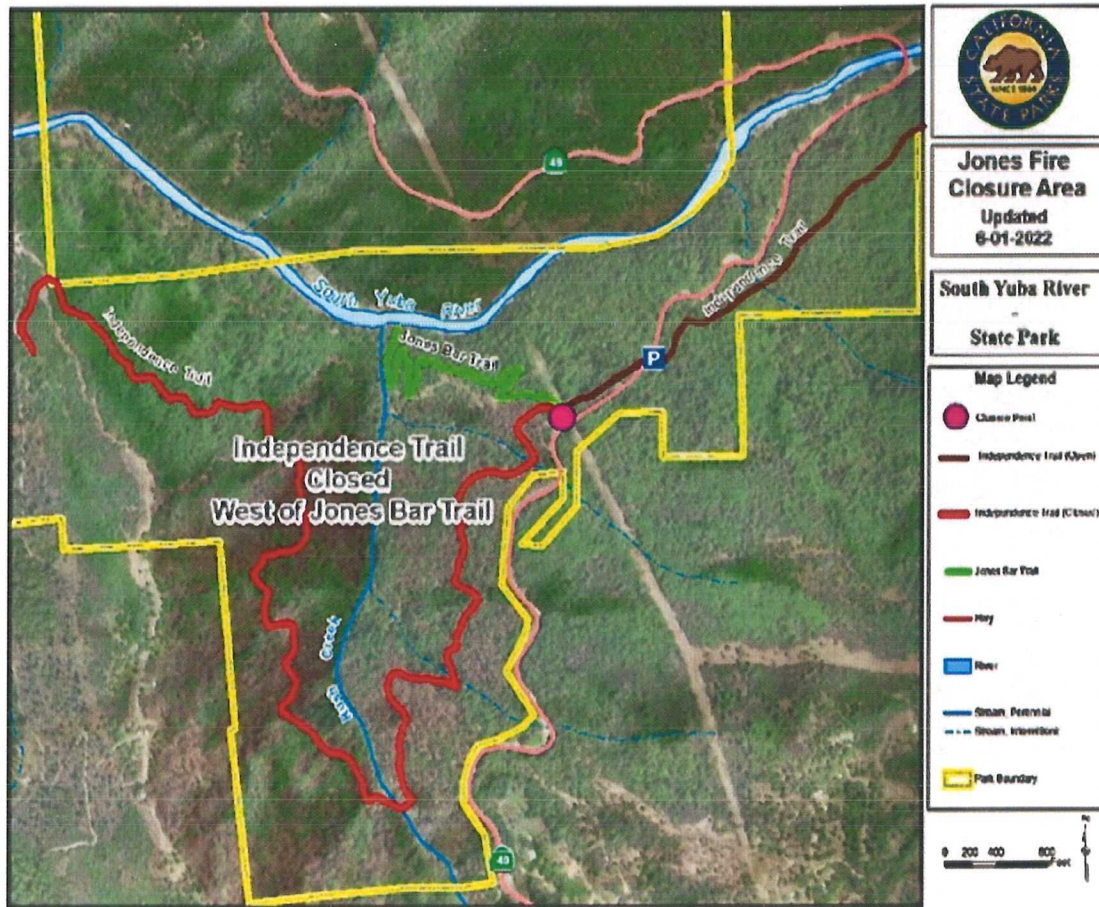 49
South Yuba River
Independence Trail
Independence Trail
Jones Bar Trail
P
Independence Trail
Closed
West of Jones Bar Trail
Rush Creek
49
CALIFORNIA
SINCE 1864
STATE PARKS
Jones Fire
Closure Area
Updated
6-01-2022
South Yuba River
-
State Park
Map Legend
Closure Point
Independence Trail (Open)
Independence Trail (Closed)
Jones Bar Trail
Hwy
River
Stream, Perennial
Stream, Intermittent
Park Boundary
0 200 400 800
Feet